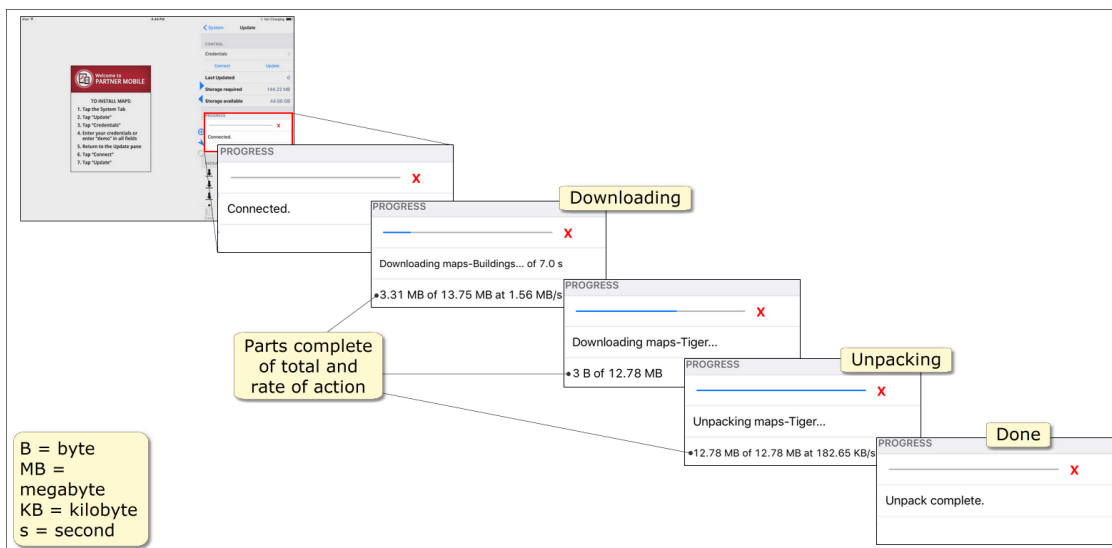 iPad
4:46 PM
Not Charging
System Update
CONTROL
Credentials
Connect Update
Last Updated 0
Storage required 144.22 MB
Storage available 44.66 GB
PROGRESS
X
Connected.
Welcome to
PARTNER MOBILE
TO INSTALL MAPS:
1. Tap the System Tab
2. Tap "Update"
3. Tap "Credentials"
4. Enter your credentials or
enter "demo" in all fields
5. Return to the Update pane
6. Tap "Connect"
7. Tap "Update"
PROGRESS
X
Connected.
Downloading
PROGRESS
X
Downloading maps-Buildings... of 7.0 s
3.31 MB of 13.75 MB at 1.56 MB/s
PROGRESS
X
Downloading maps-Tiger...
3 B of 12.78 MB
Parts complete
of total and
rate of action
Unpacking
PROGRESS
X
Unpacking maps-Tiger...
12.78 MB of 12.78 MB at 182.65 KB/s
Done
PROGRESS
X
Unpack complete.
B = byte
MB =
megabyte
KB = kilobyte
s = second